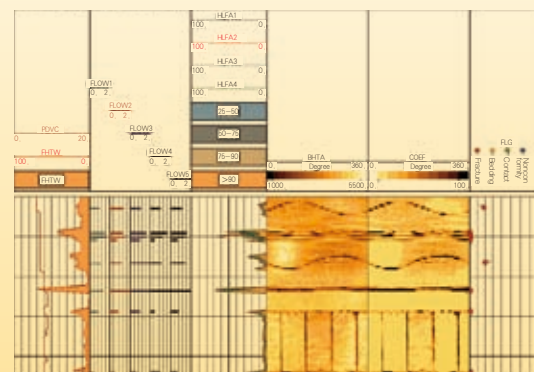 HLFA1
100 0
HLFA2
100 0
HLFA3
100 0
HLFA4
100 0
FLOW1
0 2
FLOW2
0 2
FLOW3
0 2
FLOW4
0 2
FLOW5
0 2
25-50
50-75
75-90
>90
FDVC
0 20
FHTW
100 0
FHTW
BHTA
0 360
Degree
1000 5500
COEF
0 360
Degree
0 100
FLG
Fracture
Bedding
Contact
Noncon
formity